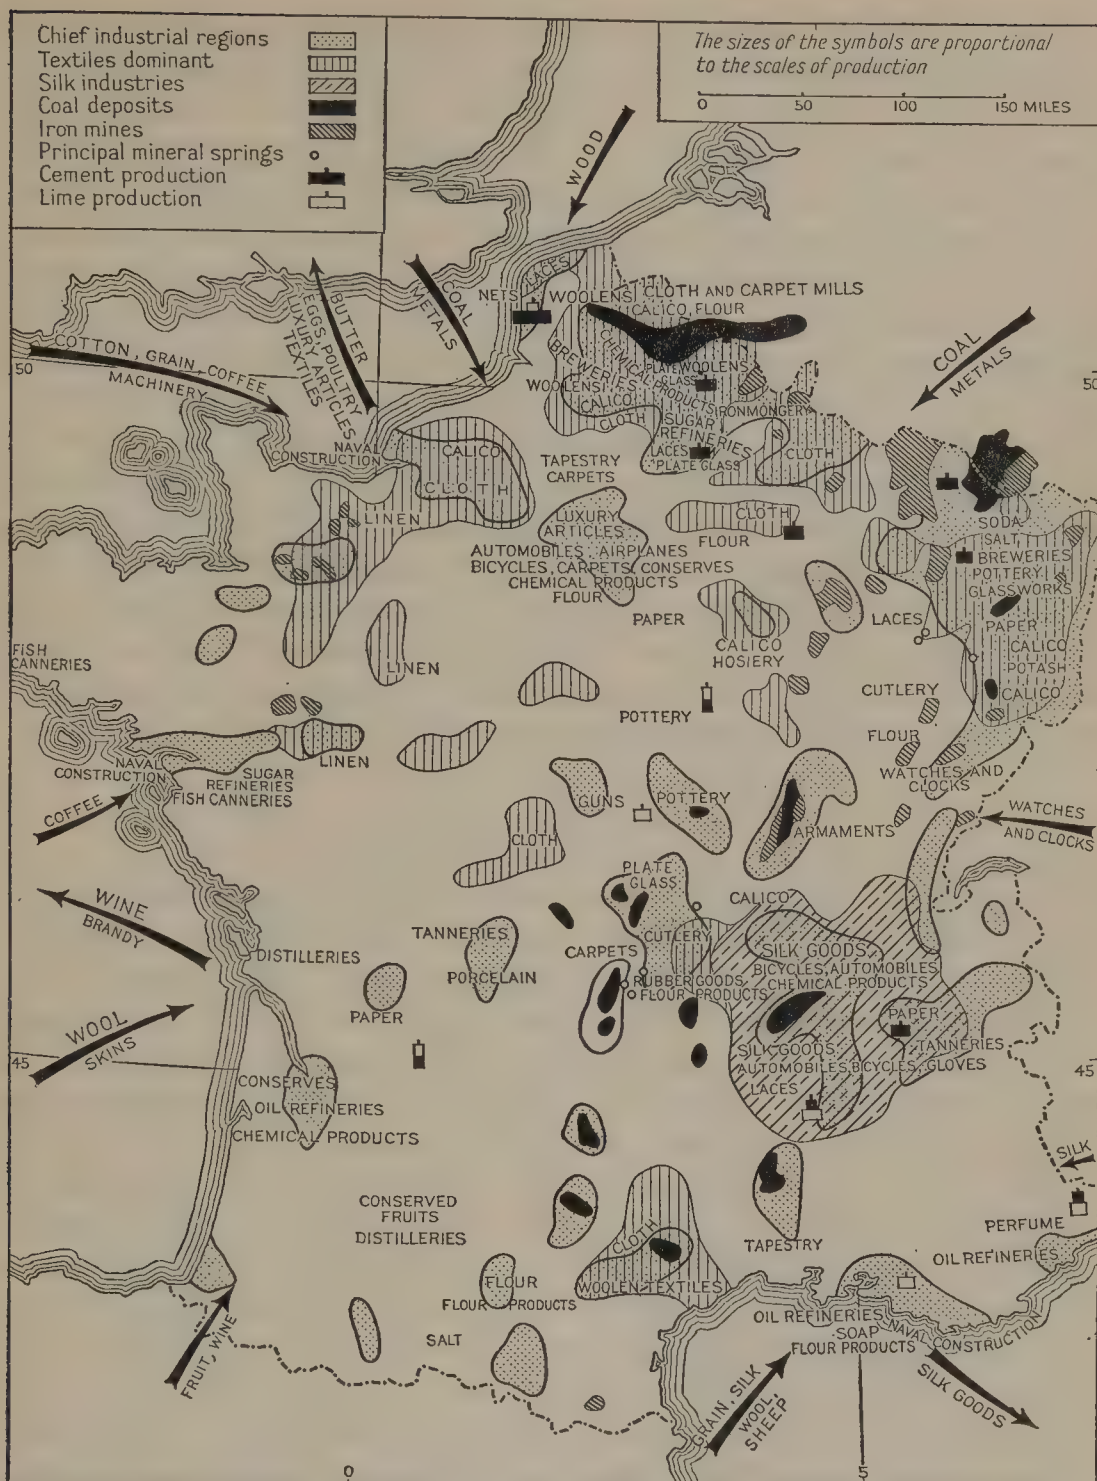 Chief industrial regions
Textiles dominant
Silk industries
Coal deposits
Iron mines
Principal mineral springs
Cement production
Lime production
The sizes of the symbols are proportional
to the scales of production
0 50 100 150 MILES
WOOD
COAL
METALS
BUTTER
EGGS, POULTRY
LUXURY ARTICLES
TEXTILES
COTTON, GRAIN, COFFEE
MACHINERY
50
LACES
NETS
WOOLENS
CLOTH AND CARPET MILLS
CALICO, FLOUR
CHEMICAL
PRODUCTS
BREWERIES
PLATE
GLASS
WOOLENS
WOOLENS
CALICO
CLOTH
IRONMONGERY
SUGAR
REFINERIES
LACES
PLATE GLASS
CLOTH
COAL
METALS
50
NAVAL
CONSTRUCTION
CALICO
CLOTH
TAPESTRY
CARPETS
LINEN
LUXURY
ARTICLES
AUTOMOBILES, AIRPLANES
BICYCLES, CARPETS, CONSERVES
CHEMICAL PRODUCTS
FLOUR
CLOTH
FLOUR
SODA
SALT
BREWERIES
POTTERY
GLASSWORKS
PAPER
CALICO
POTASH
CALICO
PAPER
LACES
CALICO
HOSIERY
LINEN
FISH
CANNERIES
CUTLERY
POTTERY
FLOUR
NAVAL
CONSTRUCTION
SUGAR
REFINERIES
FISH CANNERIES
LINEN
WATCHES AND
CLOCKS
COFFEE
GUNS
POTTERY
ARMAMENTS
WATCHES
AND CLOCKS
CLOTH
PLATE
GLASS
CALICO
WINE
BRANDY
DISTILLERIES
TANNERIES
PORCELAIN
CARPETS
CUTLERY
SILK GOODS
BICYCLES, AUTOMOBILES
CHEMICAL PRODUCTS
RUBBER GOODS
FLOUR PRODUCTS
PAPER
PAPER
WOOL
SKINS
TANNERIES
SILK GOODS
AUTOMOBILES, BICYCLES, GLOVES
LACES
45
45
CONSERVES
OIL REFINERIES
CHEMICAL PRODUCTS
SILK
CONSERVED
FRUITS
DISTILLERIES
CLOTH
WOOLEN TEXTILES
TAPESTRY
PERFUME
OIL REFINERIES
FLOUR
FLOUR PRODUCTS
SALT
OIL REFINERIES
SOAP
FLOUR PRODUCTS
NAVAL CONSTRUCTION
FRUIT, WINE
GRAIN, SILK
WOOL,
SHEEP
SILK GOODS
0
5